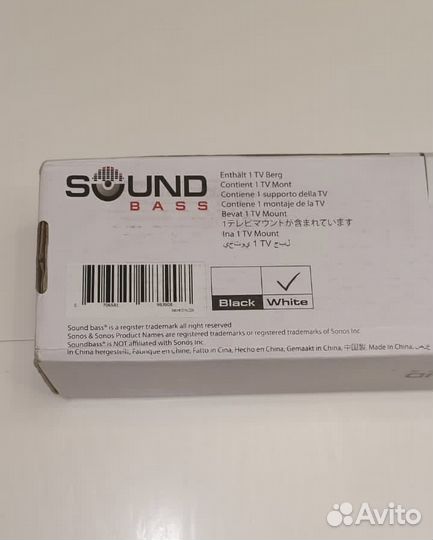 SOUND
BASS
Enthält 1 TV Berg
Contient 1 TV Mont
Contiene 1 supporto della TV
Contiene 1 montaje de la TV
Bevat 1 TV Mount
1テレビマウントが含まれています
Ina 1 TV Mount
يحتوي 1 TV جبل
Black White
Sound bass® is a register trademark all right reserved
Sonos & Sonos Product Names are registered trademarks or registered trademarks of Sonos Inc.
Soundbass® is NOT affiliated with Sonos Inc
In China hergestellt, Fabriqué en Chine, Fatto in Cina, Hecho en China, Gemaakt in China, 中国製, Made In China,
Avito